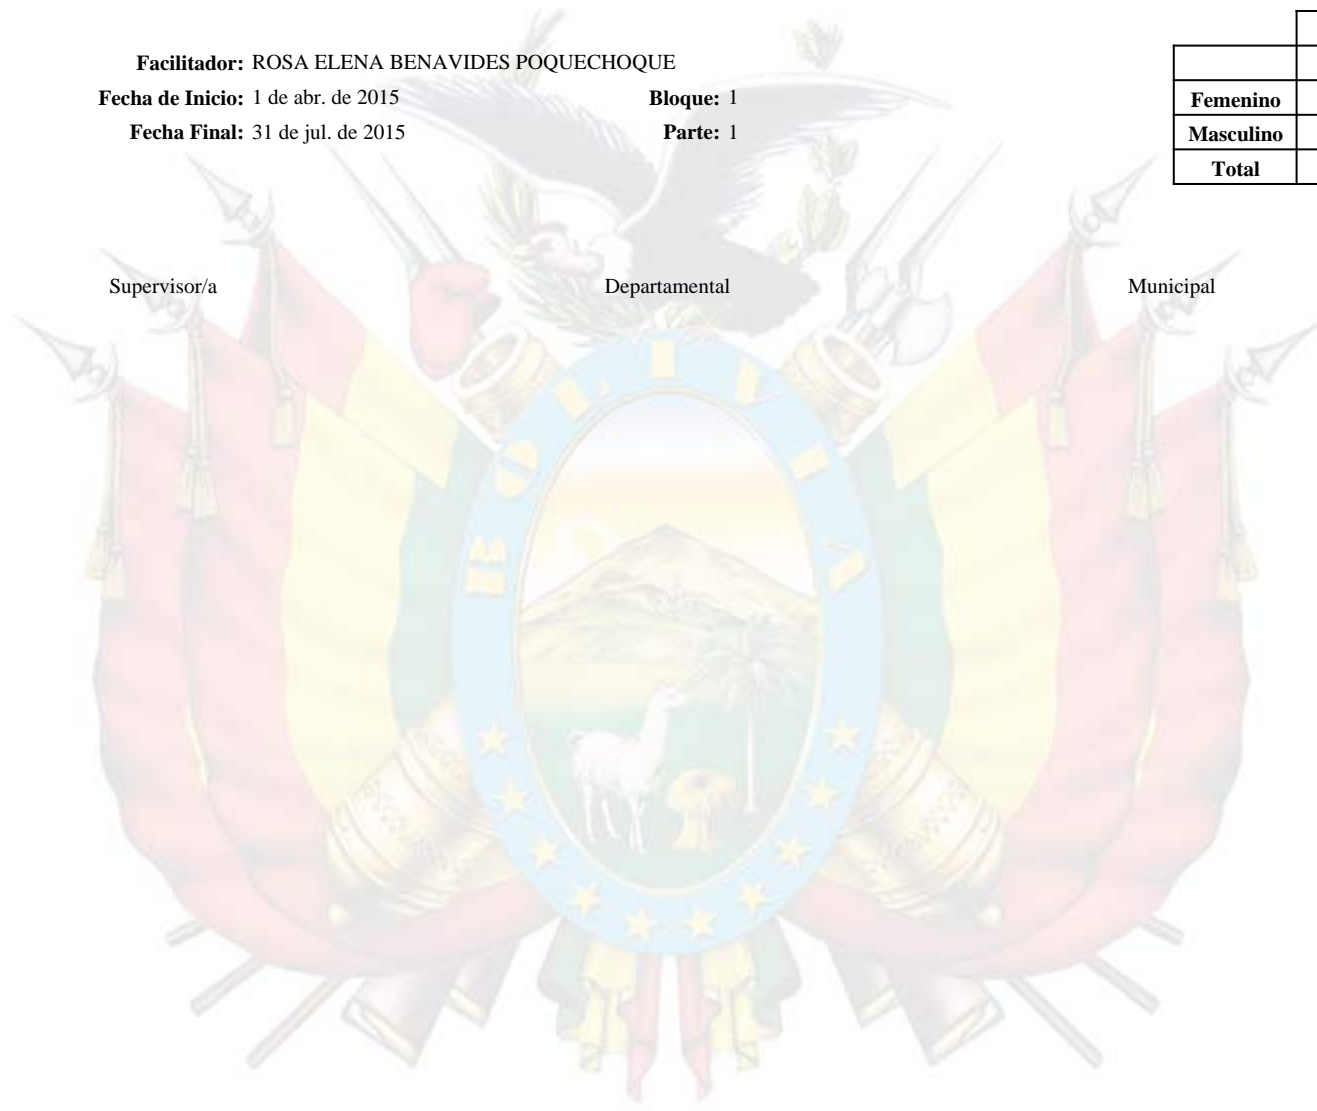 Facilitador: ROSA ELENA BENAVIDES POQUECHOQUE
Fecha de Inicio: 1 de abr. de 2015 Bloque: 1
Femenino
Fecha Final: 31 de jul. de 2015 Parte: 1
Masculino
Total
Supervisor/a Departamental Municipal
BOLIVIA